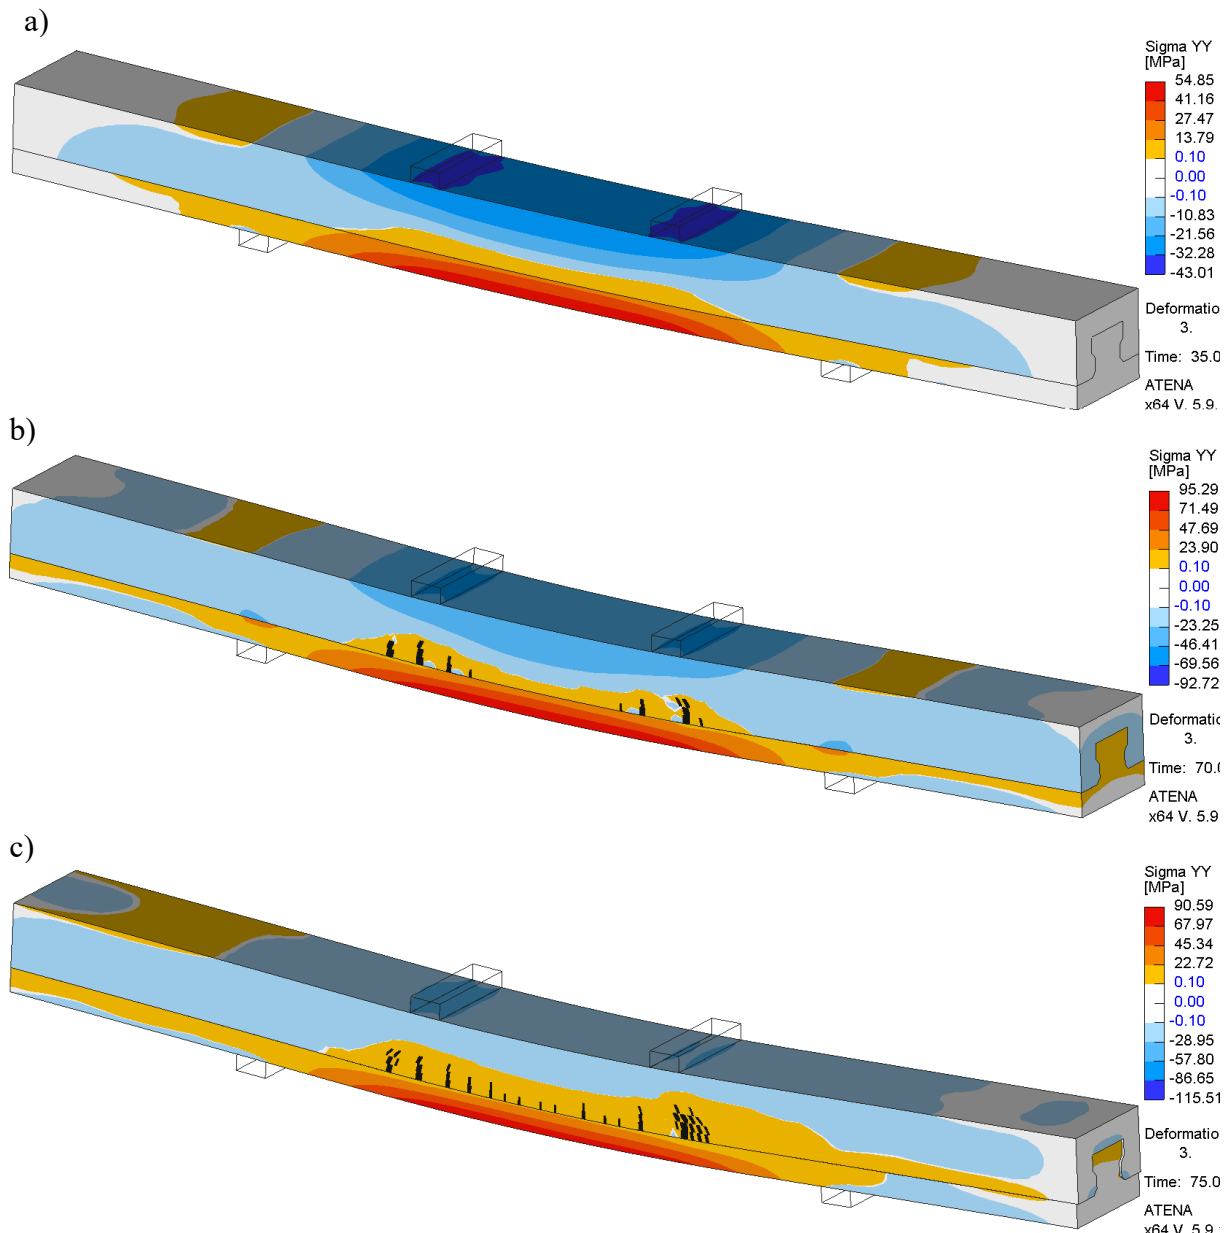 a)
Sigma YY
[MPa]
54.85
41.16
27.47
13.79
0.10
0.00
-0.10
-10.83
-21.56
-32.28
-43.01
Deformatio
3.
Time: 35.0
ATENA
x64 V. 5.9.
b)
Sigma YY
[MPa]
95.29
71.49
47.69
23.90
0.10
0.00
-0.10
-23.25
-46.41
-69.56
-92.72
Deformatio
3.
Time: 70.0
ATENA
x64 V. 5.9
c)
Sigma YY
[MPa]
90.59
67.97
45.34
22.72
0.10
0.00
-0.10
-28.95
-57.80
-86.65
-115.51
Deformatio
3.
Time: 75.0
ATENA
x64 V. 5.9.